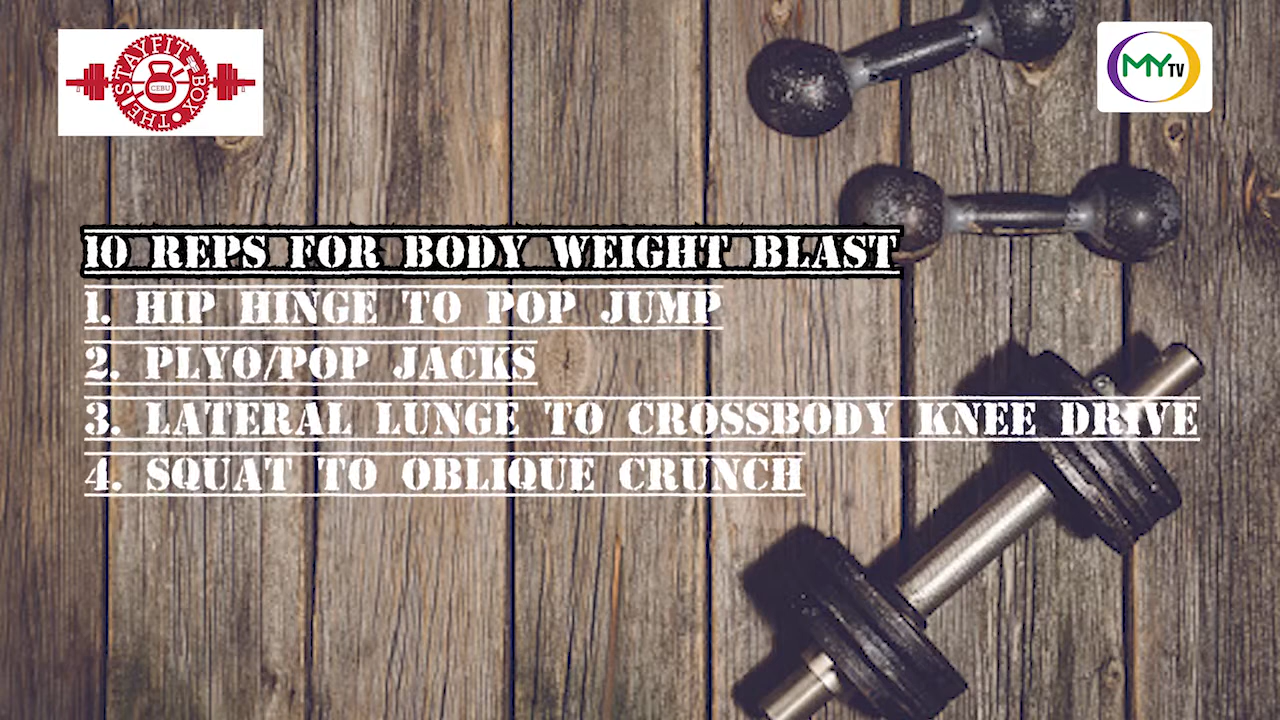 THE STAYFIT BOX
CEBU
MYTV
10 REPS FOR BODY WEIGHT BLAST
1. HIP HINGE TO POP JUMP
2. PLYO/POP JACKS
3. LATERAL LUNGE TO CROSSBODY KNEE DRIVE
4. SQUAT TO OBLIQUE CRUNCH